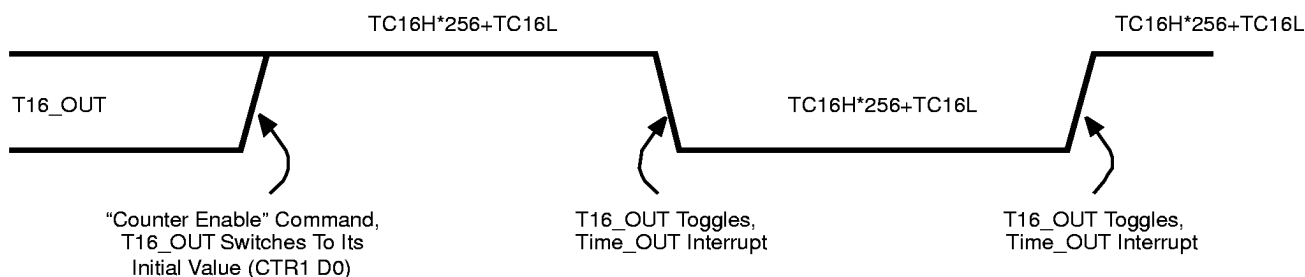 TC16H*256+TC16L
TC16H*256+TC16L
T16_OUT
TC16H*256+TC16L
“Counter Enable” Command,
T16_OUT Switches To Its
Initial Value (CTR1 D0)
T16_OUT Toggles,
Time_OUT Interrupt
T16_OUT Toggles,
Time_OUT Interrupt